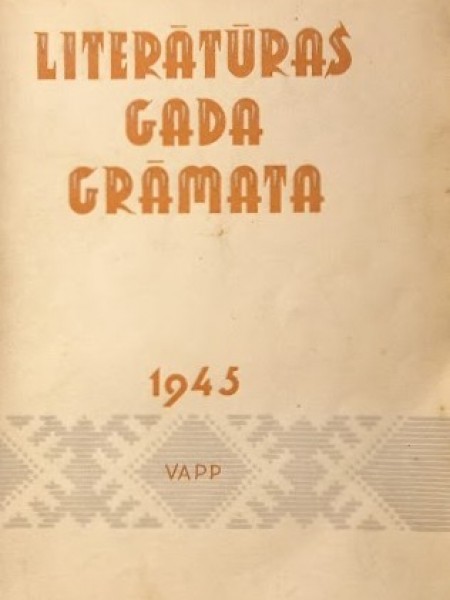 LITERĀTŪRAS
GADA
GRĀMATA
1945
VAPP